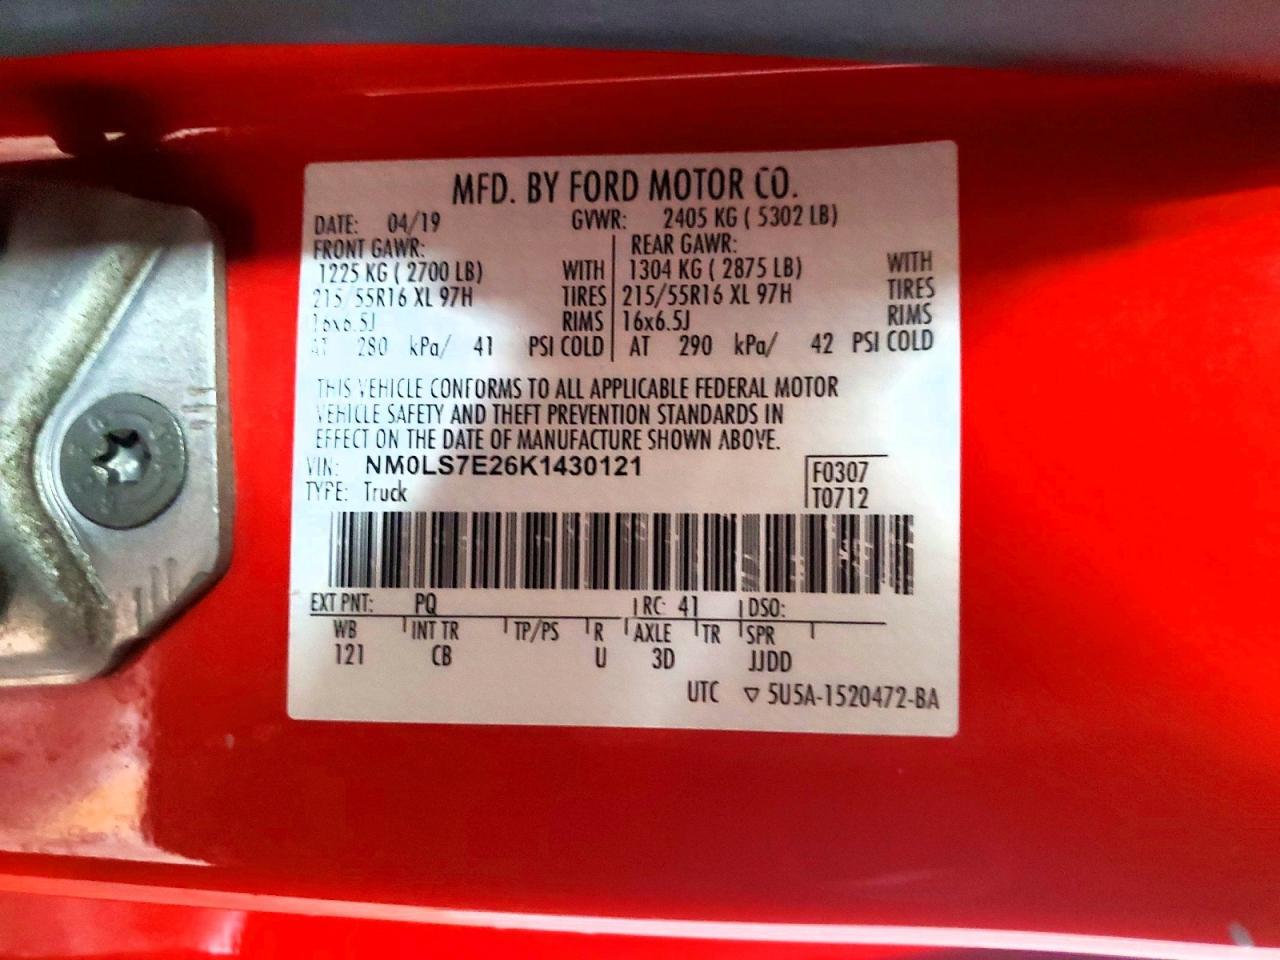 MFD. BY FORD MOTOR CO.
DATE: 04/19 GVWR: 2405 KG ( 5302 LB)
FRONT GAWR: REAR GAWR:
1225 KG ( 2700 LB) WITH 1304 KG ( 2875 LB) WITH
215/55R16 XL 97H TIRES 215/55R16 XL 97H TIRES
16x6.5J RIMS 16x6.5J RIMS
AT 280 kPa/ 41 PSI COLD AT 290 kPa/ 42 PSI COLD
THIS VEHICLE CONFORMS TO ALL APPLICABLE FEDERAL MOTOR
VEHICLE SAFETY AND THEFT PREVENTION STANDARDS IN
EFFECT ON THE DATE OF MANUFACTURE SHOWN ABOVE.
VIN: NM0LS7E26K1430121 F0307
TYPE: Truck T0712
EXT PNT: PQ RC: 41 DSO:
WB INT TR TP/PS R AXLE TR SPR
121 CB U 3D JJDD
UTC ▽ 5U5A-1520472-BA